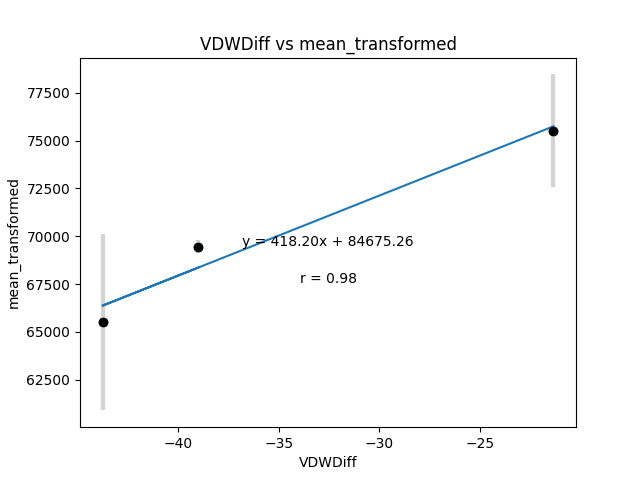 VDWDiff vs mean_transformed
mean_transformed
77500
75000
72500
70000
67500
65000
62500
y = 418.20x + 84675.26
r = 0.98
−40
−35
−30
−25
VDWDiff